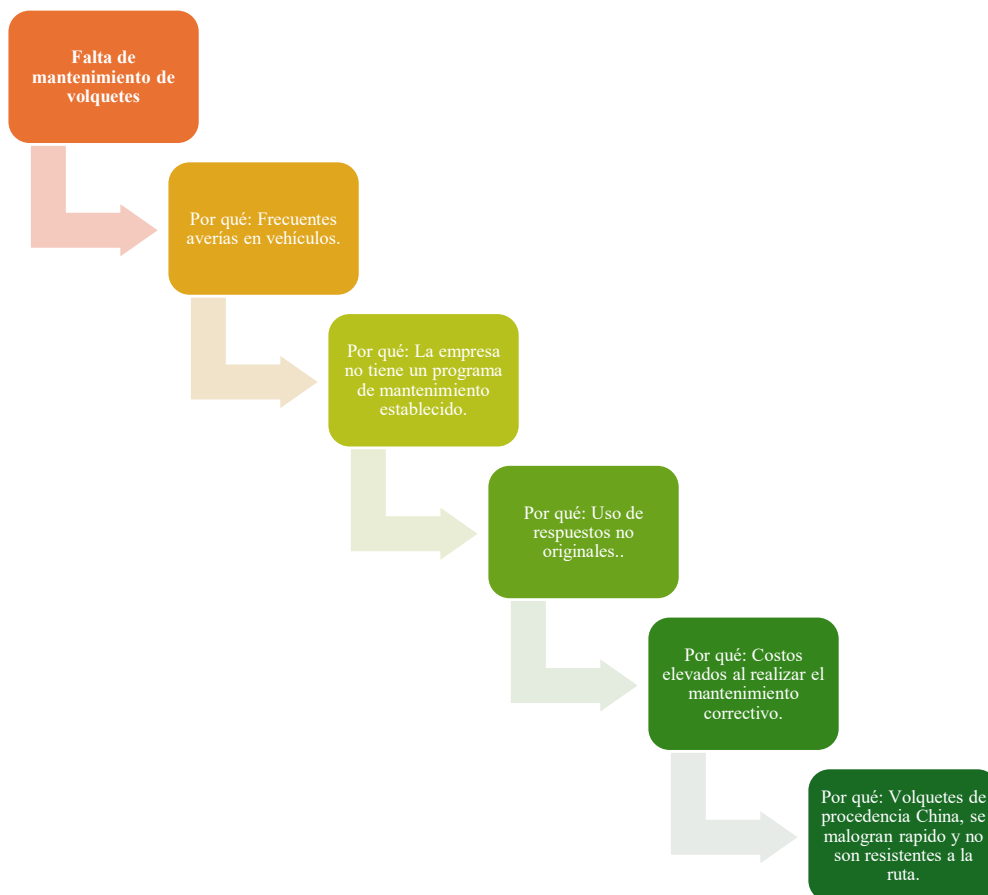 Falta de
mantenimiento de
volquetes
Por qué: Frecuentes
averías en vehículos.
Por qué: La empresa
no tiene un programa
de mantenimiento
establecido.
Por qué: Uso de
respuestos no
originales..
Por qué: Costos
elevados al realizar el
mantenimiento
correctivo.
Por qué: Volquetes de
procedencia China, se
malogran rapido y no
son resistentes a la
ruta.